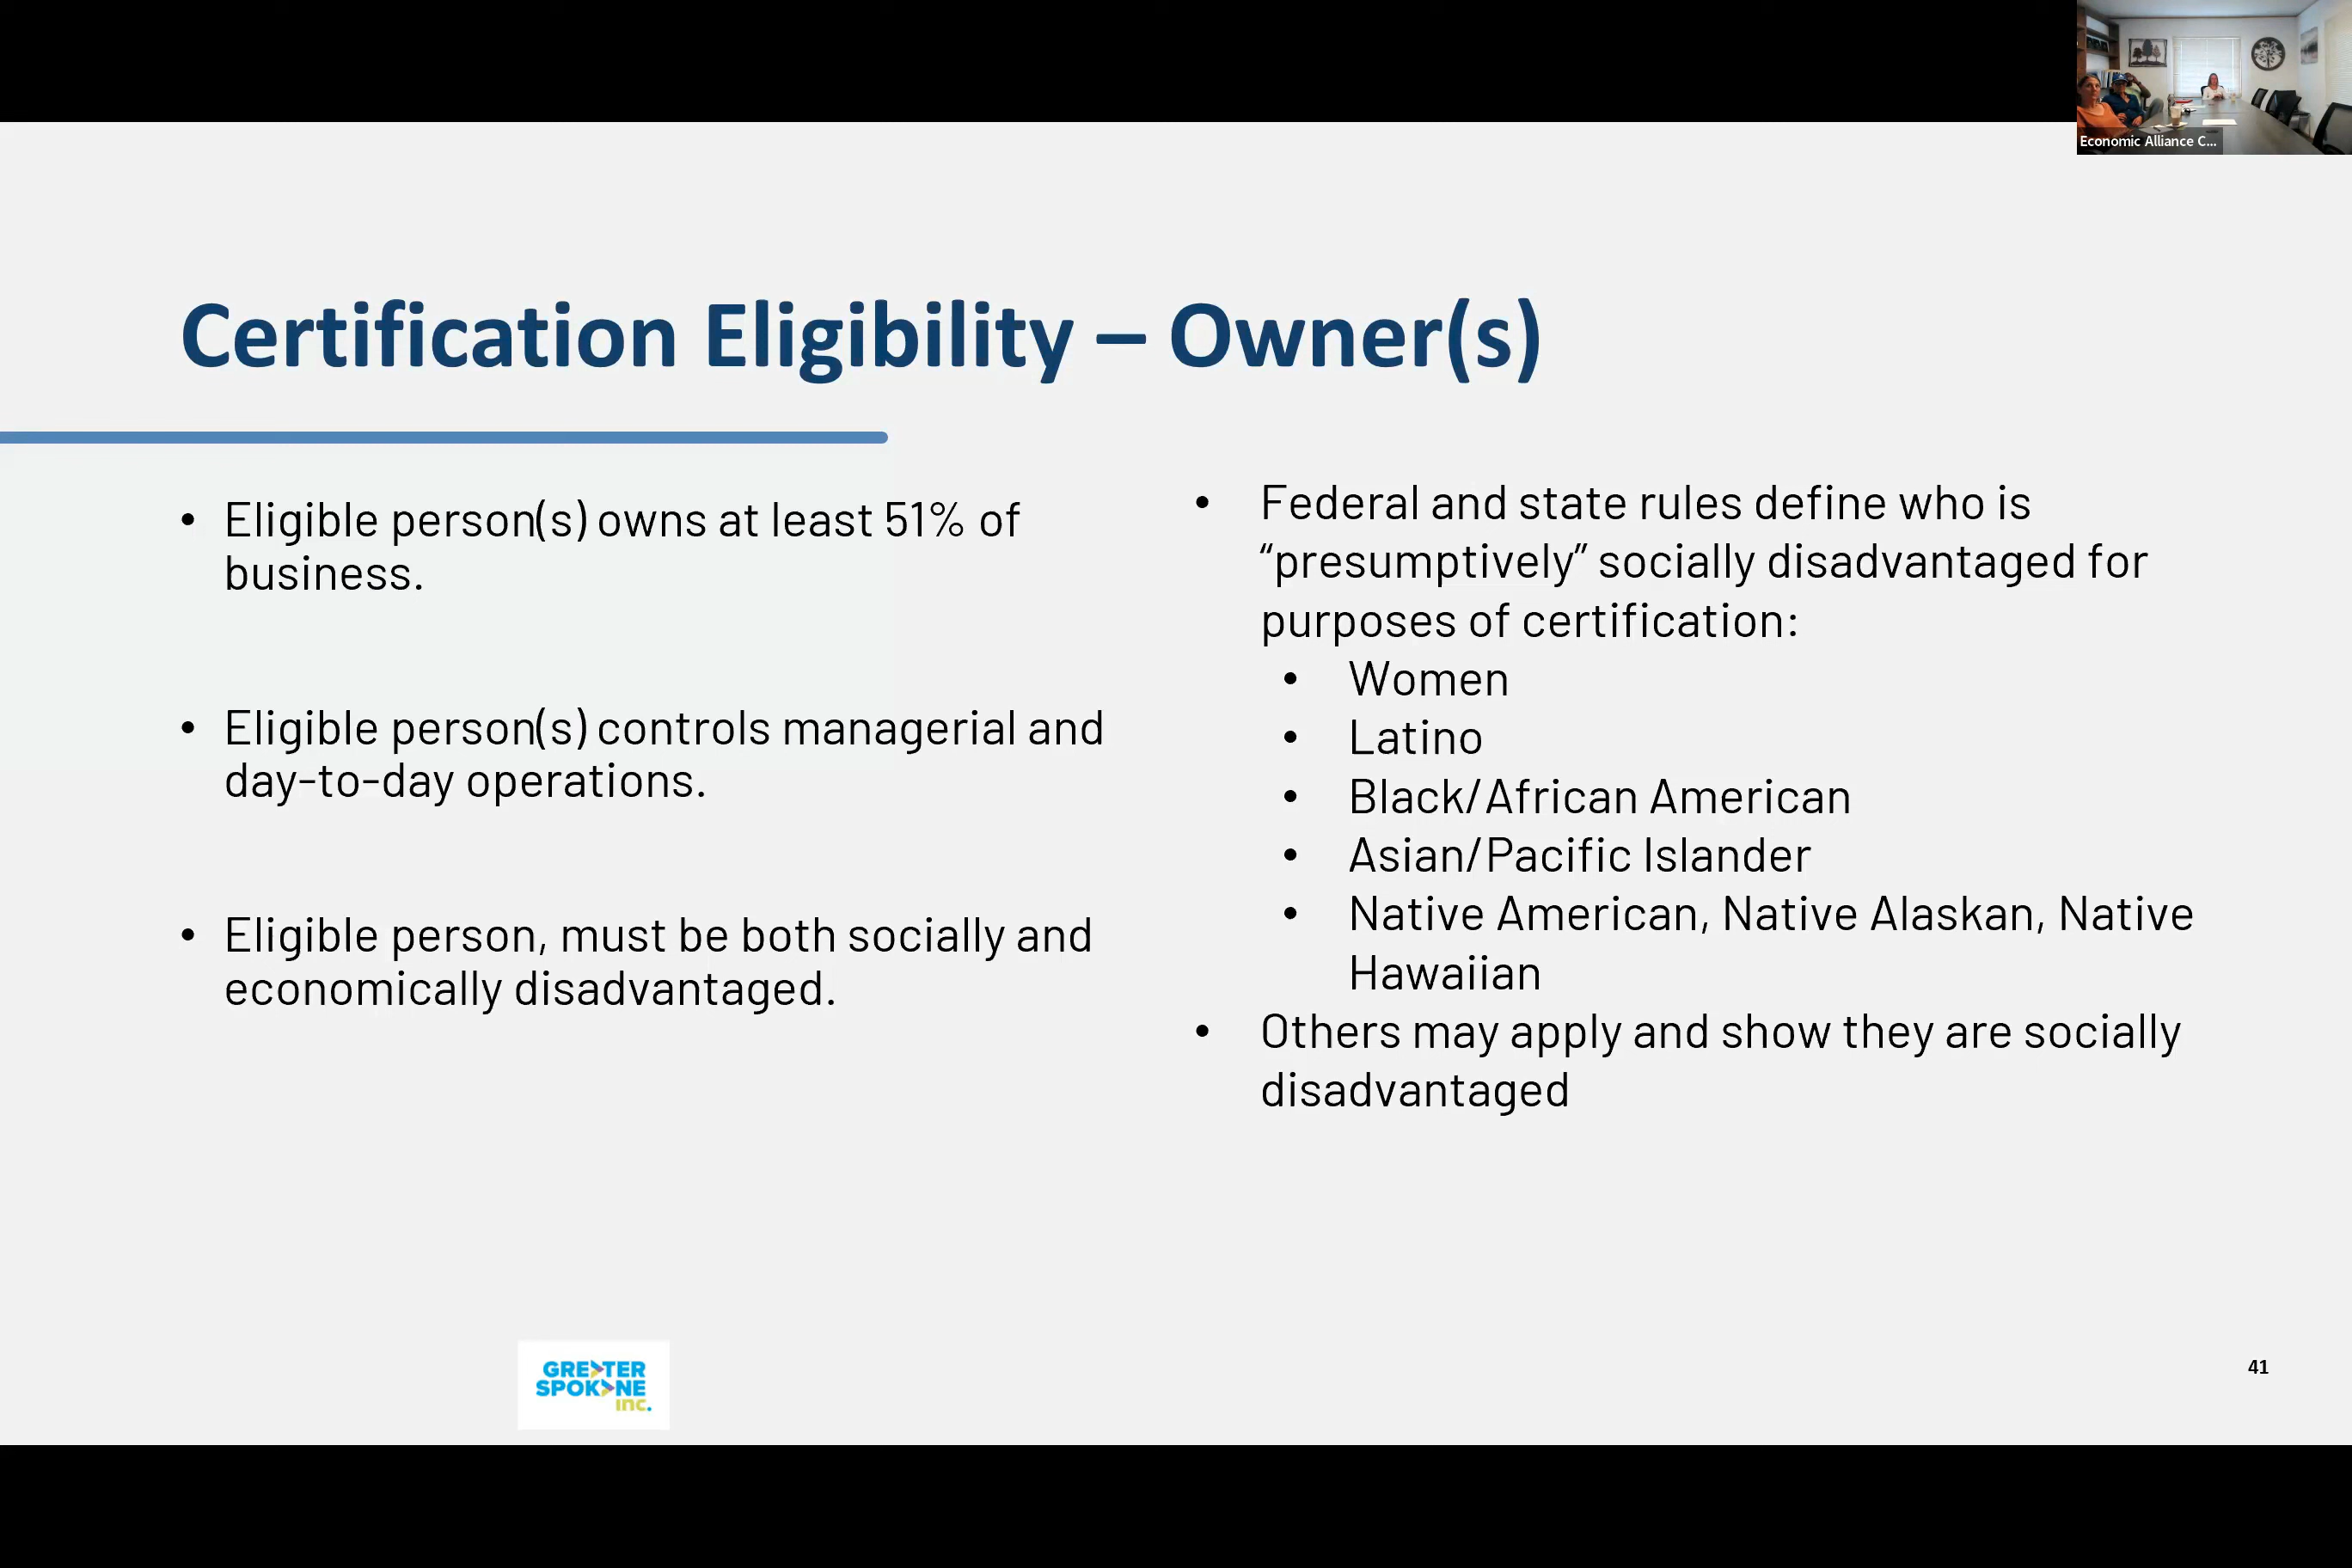 Economic Alliance C...
Certification Eligibility – Owner(s)
• Eligible person(s) owns at least 51% of
business.
• Eligible person(s) controls managerial and
day-to-day operations.
• Eligible person, must be both socially and
economically disadvantaged.
• Federal and state rules define who is
“presumptively” socially disadvantaged for
purposes of certification:
• Women
• Latino
• Black/African American
• Asian/Pacific Islander
• Native American, Native Alaskan, Native
Hawaiian
• Others may apply and show they are socially
disadvantaged
GREATER
SPOKANE
inc.
41